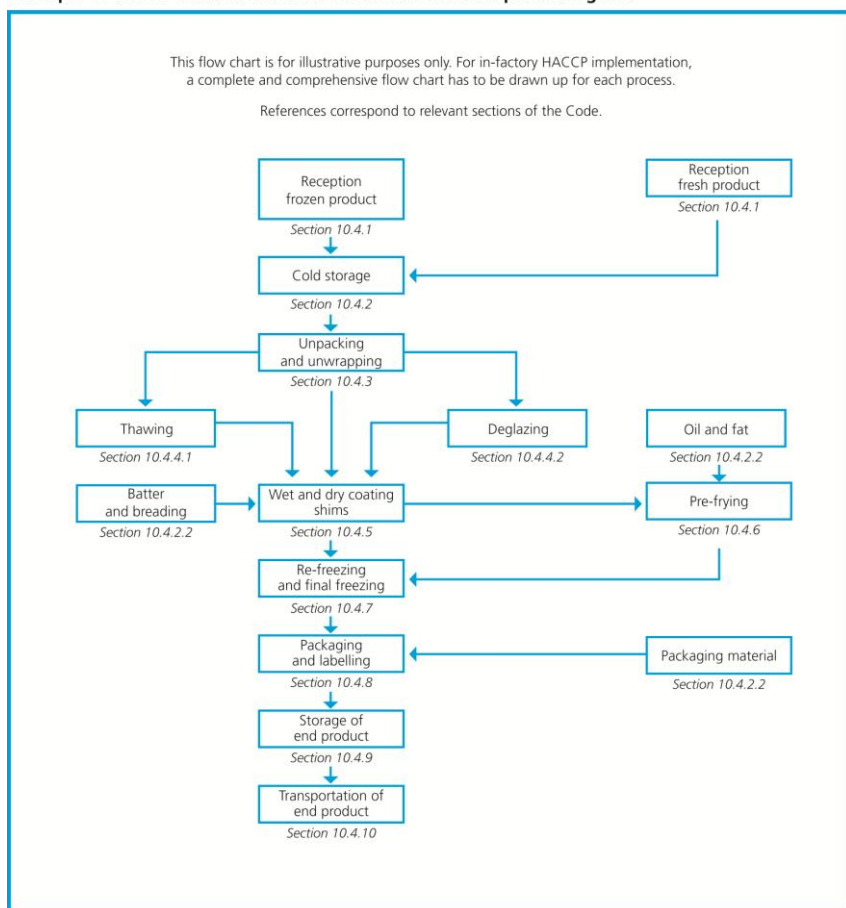 This flow chart is for illustrative purposes only. For in-factory HACCP implementation,
a complete and comprehensive flow chart has to be drawn up for each process.
References correspond to relevant sections of the Code.
Reception
frozen product
Section 10.4.1
Reception
fresh product
Section 10.4.1
Cold storage
Section 10.4.2
Unpacking
and unwrapping
Section 10.4.3
Thawing
Section 10.4.4.1
Deglazing
Section 10.4.4.2
Oil and fat
Section 10.4.2.2
Batter
and breading
Section 10.4.2.2
Wet and dry coating
shims
Section 10.4.5
Pre-frying
Section 10.4.6
Re-freezing
and final freezing
Section 10.4.7
Packaging
and labelling
Section 10.4.8
Packaging material
Section 10.4.2.2
Storage of
end product
Section 10.4.9
Transportation of
end product
Section 10.4.10